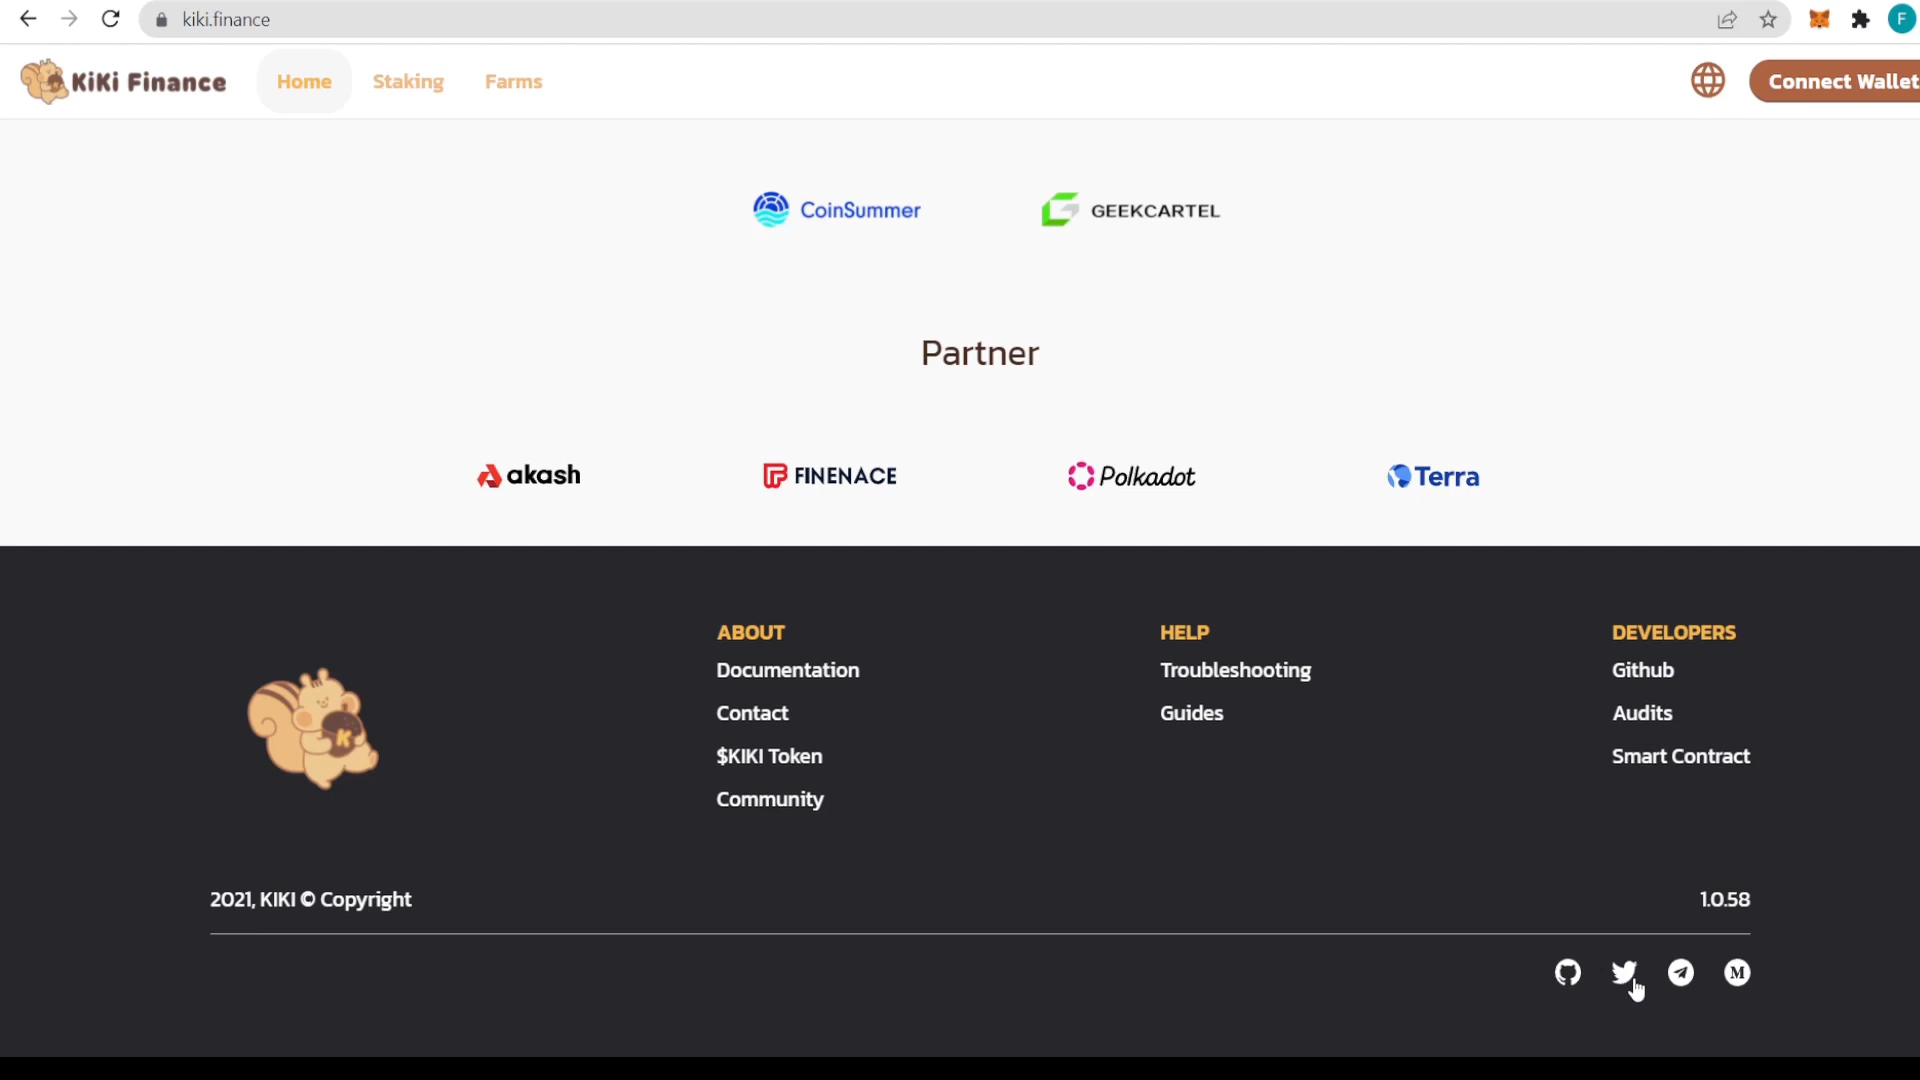 kiki.finance
F
KiKi Finance
Home
Staking
Farms
Connect Wallet
CoinSummer
GEEKCARTEL
Partner
akash
FINENACE
Polkadot
Terra
ABOUT
Documentation
Contact
$KIKI Token
Community
HELP
Troubleshooting
Guides
DEVELOPERS
Github
Audits
Smart Contract
K
2021, KIKI © Copyright
1.0.58
M